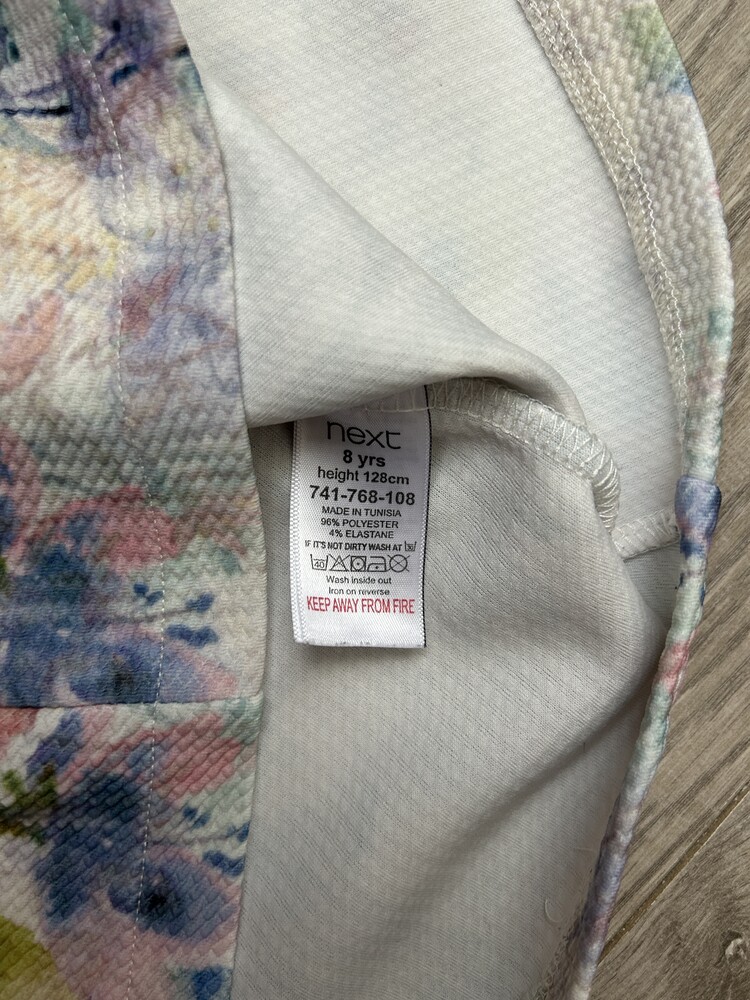 next
8 yrs
height 128cm
741-768-108
MADE IN TUNISIA
96% POLYESTER
4% ELASTANE
IF IT'S NOT DIRTY WASH AT 30
40
Wash inside out
Iron on reverse
KEEP AWAY FROM FIRE